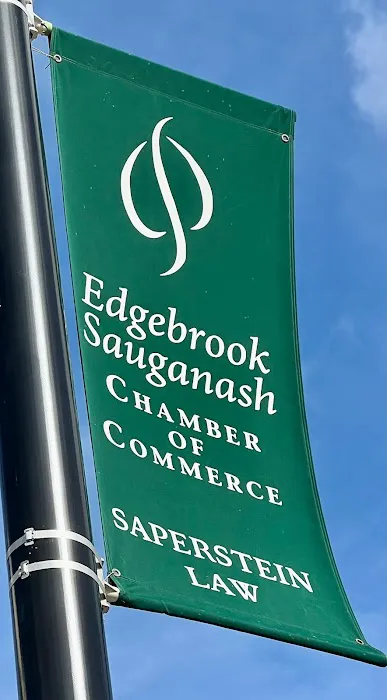 Edgebrook
Sauganash
CHAMBER
OF
COMMERCE
SAPERSTEIN
LAW